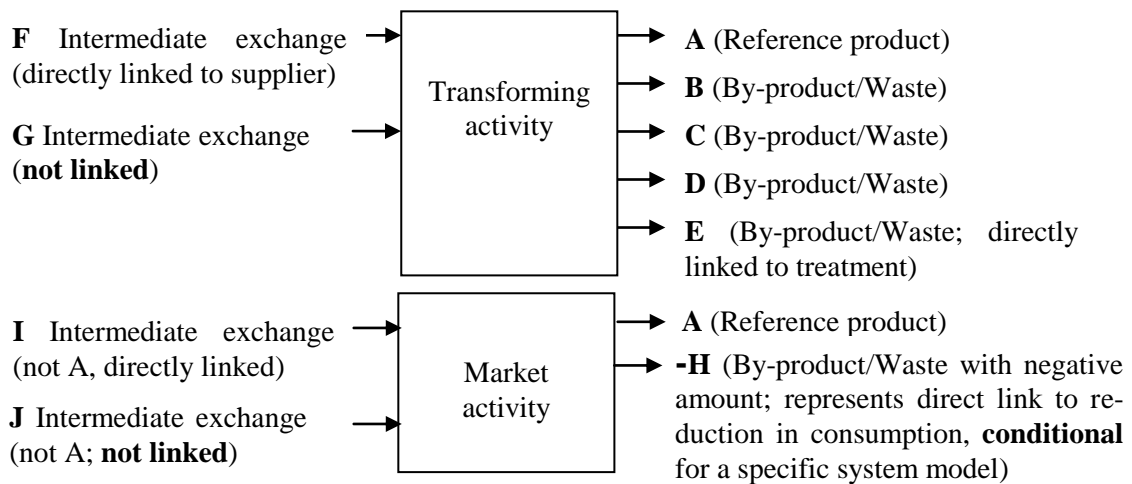 F Intermediate exchange
(directly linked to supplier)
G Intermediate exchange
(not linked)
Transforming
activity
A (Reference product)
B (By-product/Waste)
C (By-product/Waste)
D (By-product/Waste)
E (By-product/Waste; directly
linked to treatment)
I Intermediate exchange
(not A, directly linked)
J Intermediate exchange
(not A; not linked)
Market
activity
A (Reference product)
-H (By-product/Waste with negative
amount; represents direct link to re-
duction in consumption, conditional
for a specific system model)